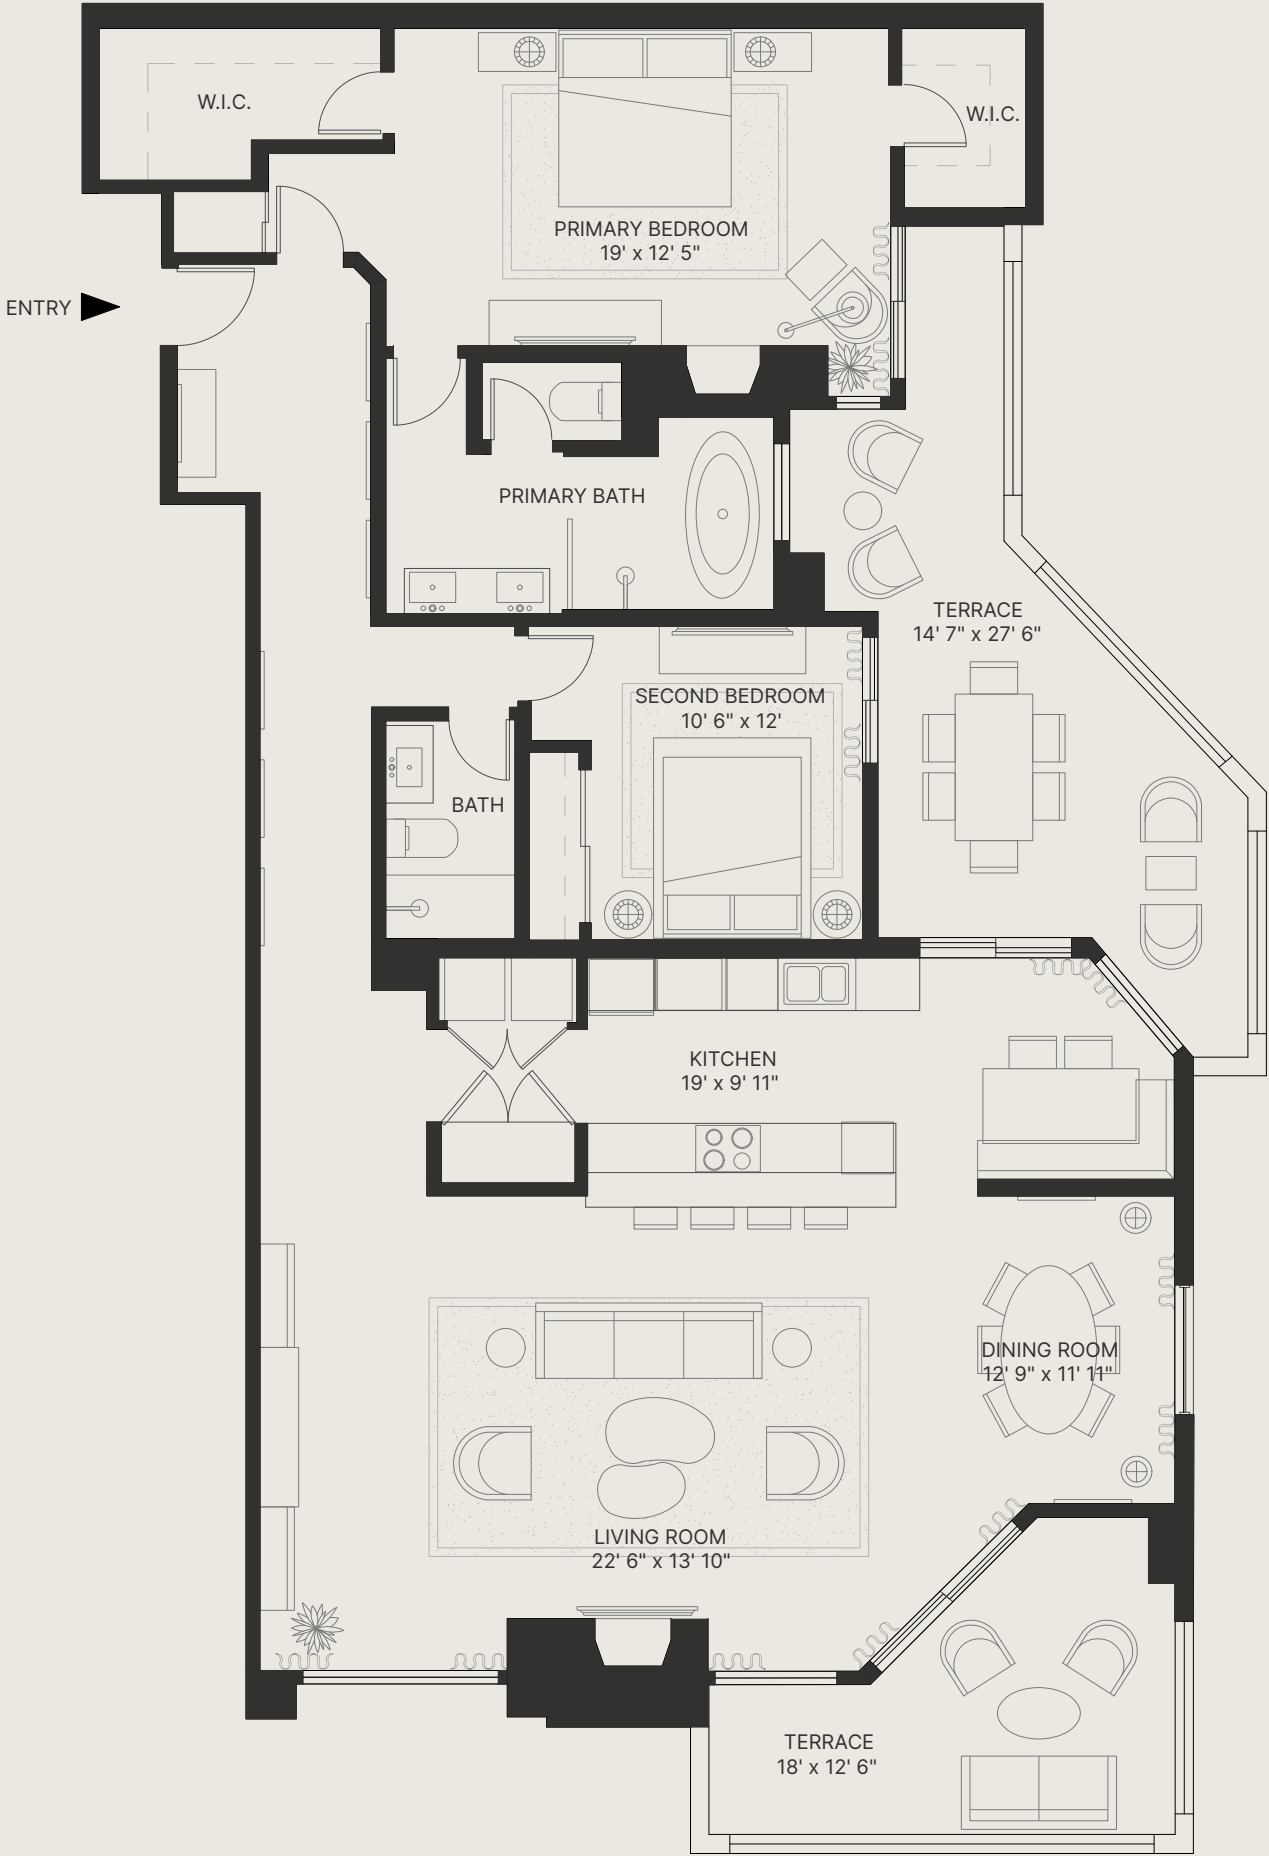 W.I.C.
W.I.C.
PRIMARY BEDROOM
19' x 12' 5"
ENTRY
PRIMARY BATH
TERRACE
14' 7" x 27' 6"
SECOND BEDROOM
10' 6" x 12'
BATH
KITCHEN
19' x 9' 11"
DINING ROOM
12' 9" x 11' 11"
LIVING ROOM
22' 6" x 13' 10"
TERRACE
18' x 12' 6"